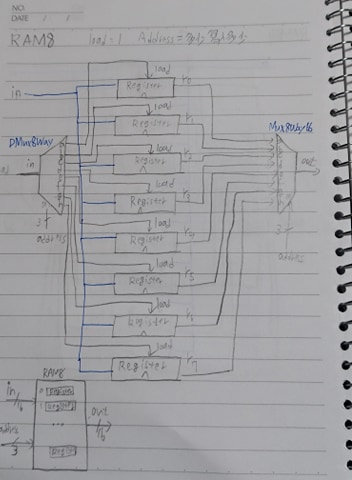 NO.
DATE / /
RAM8 load=1 Address=
load
in Register r0
load
DMux8Way Register r1 Mux8Way16
load
in Register r2 out
load
Register r3
3 load 3
address Register r4 address
load
Register r5
load
Register r6
load
Register r7
RAM8
in 16 0 Register out 16
1 Register
address 3 ...
Register